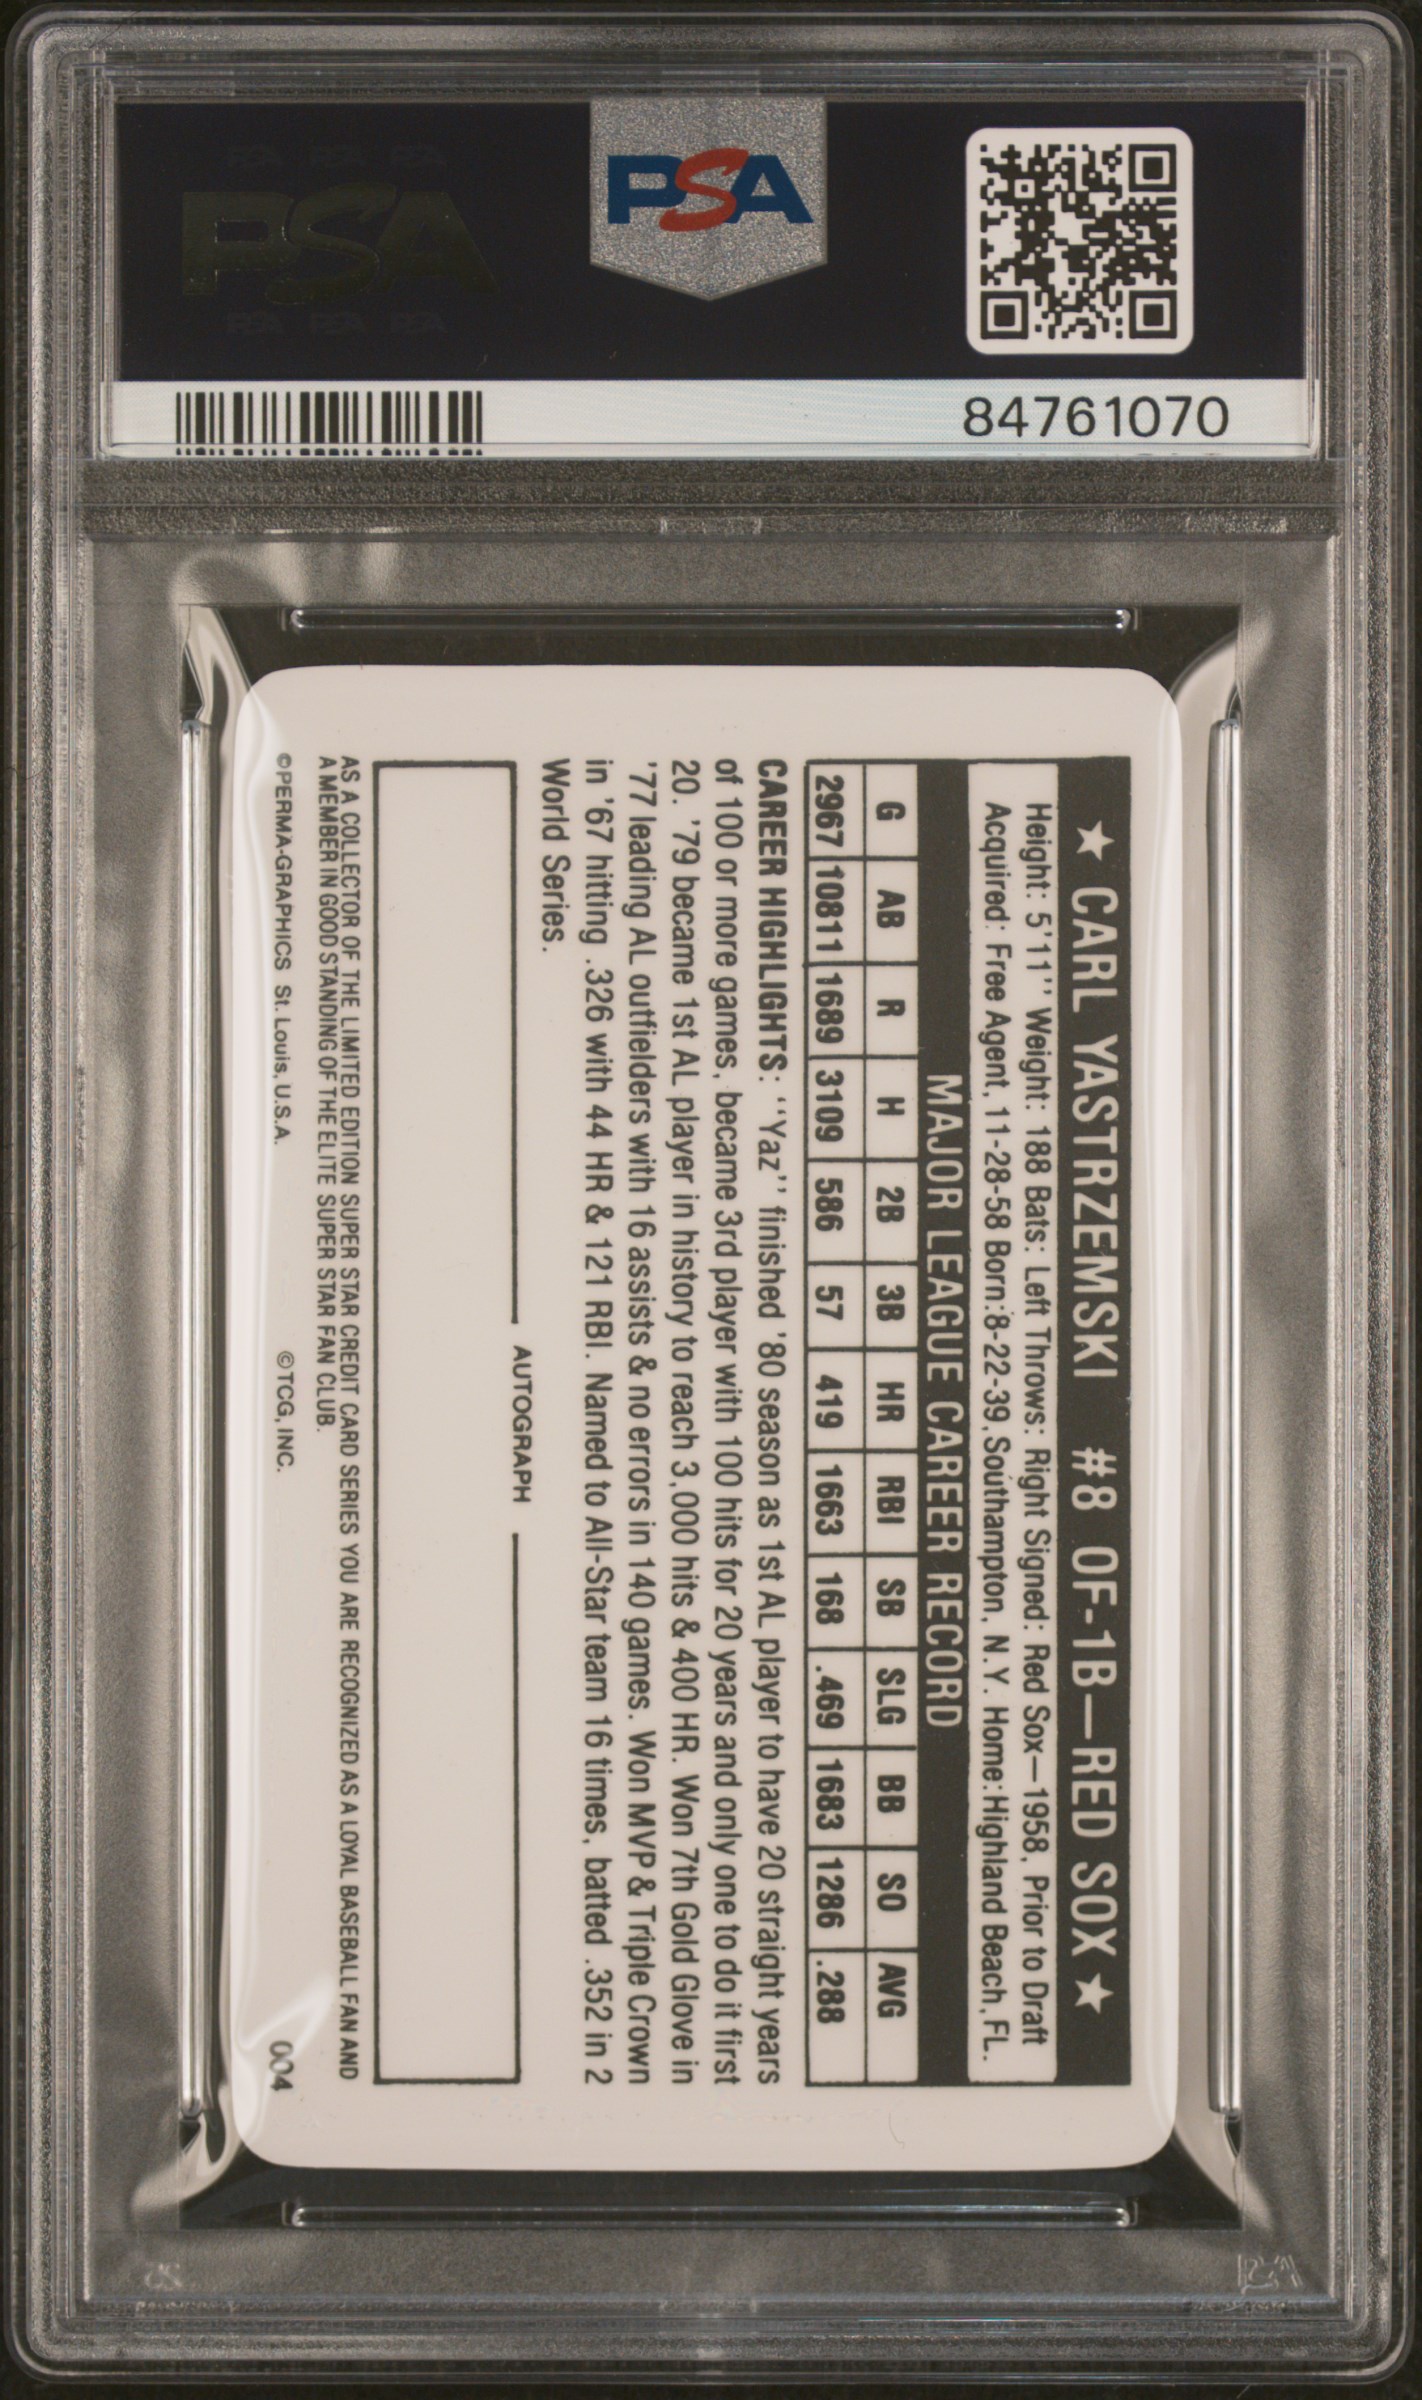 PSA
PSA PSA PSA
PSA
PSA PSA PSA
84761070
★ CARL YASTRZEMSKI #8 OF-1B—RED SOX ★
Height: 5'11'' Weight: 188 Bats: Left Throws: Right Signed: Red Sox—1958, Prior to Draft
Acquired: Free Agent, 11-28-58 Born: 8-22-39, Southampton, N.Y. Home: Highland Beach, FL.
MAJOR LEAGUE CAREER RECORD
G AB R H 2B 3B HR RBI SB SLG BB SO AVG
2967 10811 1689 3109 586 57 419 1663 168 .469 1683 1286 .288
CAREER HIGHLIGHTS: ''Yaz'' finished '80 season as 1st AL player to have 20 straight years
of 100 or more games, became 3rd player with 100 hits for 20 years and only one to do it first
20. '79 became 1st AL player in history to reach 3,000 hits & 400 HR. Won 7th Gold Glove in
'77 leading AL outfielders with 16 assists & no errors in 140 games. Won MVP & Triple Crown
in '67 hitting .326 with 44 HR & 121 RBI. Named to All-Star team 16 times, batted .352 in 2
World Series.
AUTOGRAPH
AS A COLLECTOR OF THE LIMITED EDITION SUPER STAR CREDIT CARD SERIES YOU ARE RECOGNIZED AS A LOYAL BASEBALL FAN AND
A MEMBER IN GOOD STANDING OF THE ELITE SUPER STAR FAN CLUB.
©PERMA-GRAPHICS St. Louis, U.S.A. ©TCG, INC. 004
PSA